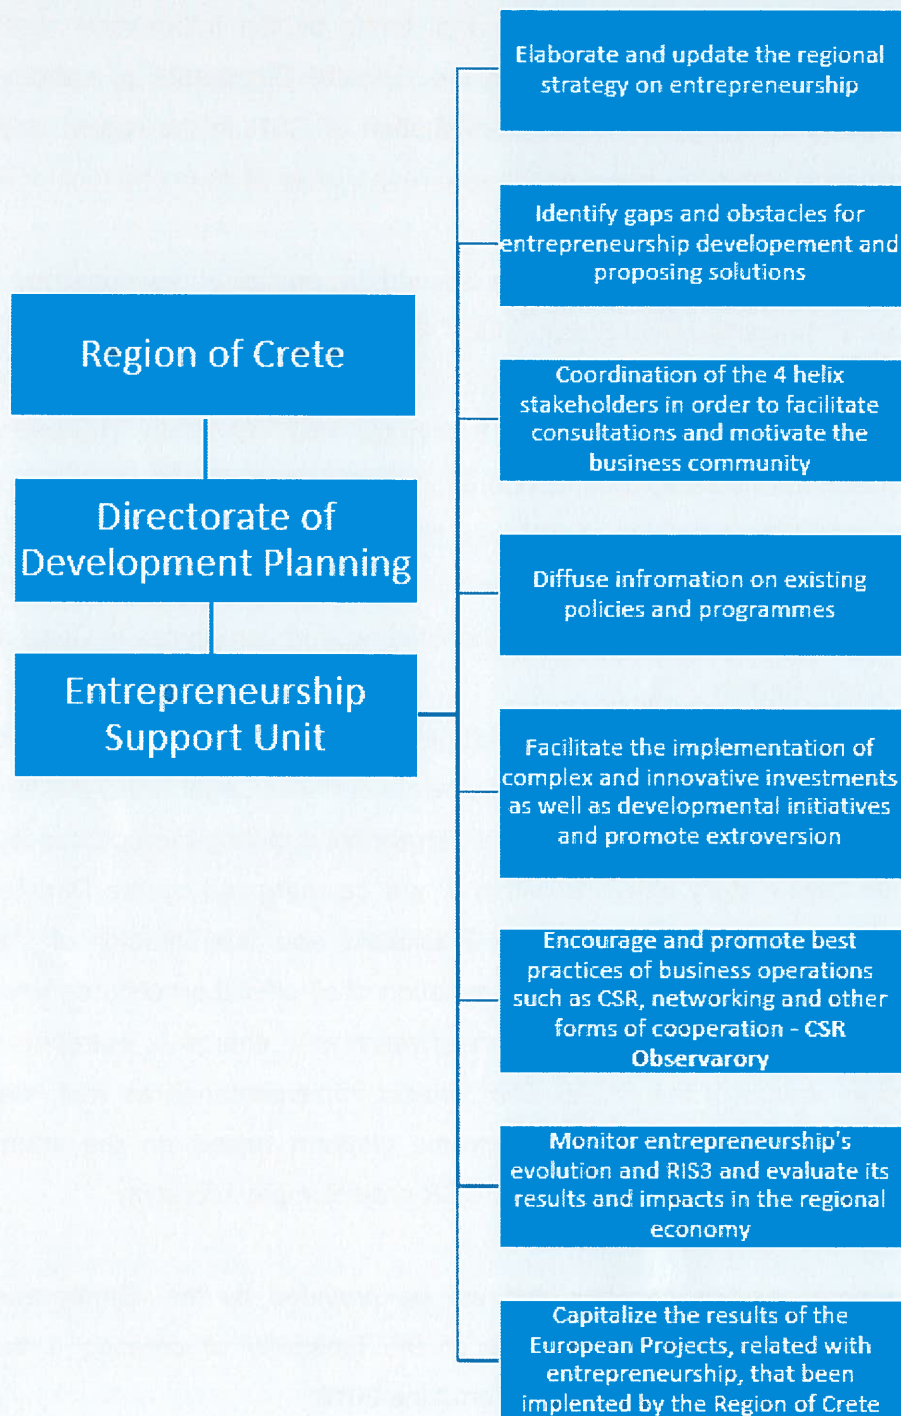 Region of Crete
Directorate of
Development Planning
Entrepreneurship
Support Unit
Elaborate and update the regional
strategy on entrepreneurship
Identify gaps and obstacles for
entrepreneurship developement and
proposing solutions
Coordination of the 4 helix
stakeholders in order to facilitate
consultations and motivate the
business community
Diffuse infromation on existing
policies and programmes
Facilitate the implementation of
complex and innovative investments
as well as developmental initiatives
and promote extroversion
Encourage and promote best
practices of business operations
such as CSR, networking and other
forms of cooperation - CSR
Observarory
Monitor entrepreneurship's
evolution and RIS3 and evaluate its
results and impacts in the regional
economy
Capitalize the results of the
European Projects, related with
entrepreneurship, that been
implented by the Region of Crete